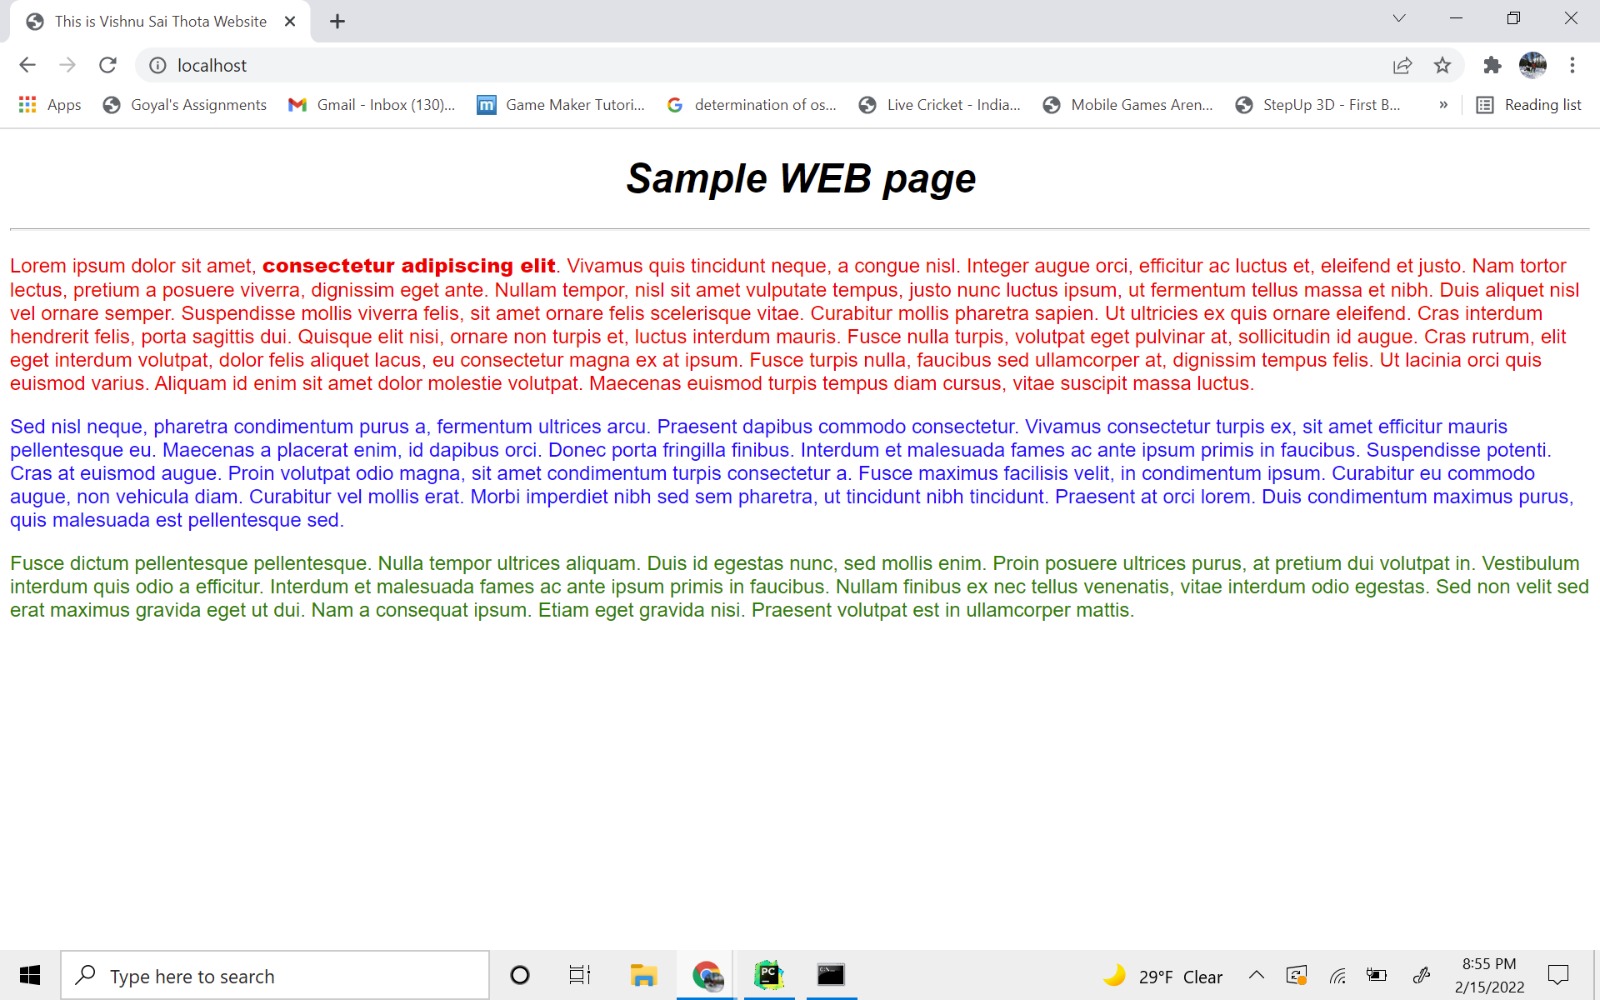 This is Vishnu Sai Thota Website
localhost
Apps Goyal's Assignments Gmail - Inbox (130)... Game Maker Tutori... determination of os... Live Cricket - India... Mobile Games Aren... StepUp 3D - First B... » Reading list
Sample WEB page
Lorem ipsum dolor sit amet, consectetur adipiscing elit. Vivamus quis tincidunt neque, a congue nisl. Integer augue orci, efficitur ac luctus et, eleifend et justo. Nam tortor
lectus, pretium a posuere viverra, dignissim eget ante. Nullam tempor, nisl sit amet vulputate tempus, justo nunc luctus ipsum, ut fermentum tellus massa et nibh. Duis aliquet nisl
vel ornare semper. Suspendisse mollis viverra felis, sit amet ornare felis scelerisque vitae. Curabitur mollis pharetra sapien. Ut ultricies ex quis ornare eleifend. Cras interdum
hendrerit felis, porta sagittis dui. Quisque elit nisi, ornare non turpis et, luctus interdum mauris. Fusce nulla turpis, volutpat eget pulvinar at, sollicitudin id augue. Cras rutrum, elit
eget interdum volutpat, dolor felis aliquet lacus, eu consectetur magna ex at ipsum. Fusce turpis nulla, faucibus sed ullamcorper at, dignissim tempus felis. Ut lacinia orci quis
euismod varius. Aliquam id enim sit amet dolor molestie volutpat. Maecenas euismod turpis tempus diam cursus, vitae suscipit massa luctus.
Sed nisl neque, pharetra condimentum purus a, fermentum ultrices arcu. Praesent dapibus commodo consectetur. Vivamus consectetur turpis ex, sit amet efficitur mauris
pellentesque eu. Maecenas a placerat enim, id dapibus orci. Donec porta fringilla finibus. Interdum et malesuada fames ac ante ipsum primis in faucibus. Suspendisse potenti.
Cras at euismod augue. Proin volutpat odio magna, sit amet condimentum turpis consectetur a. Fusce maximus facilisis velit, in condimentum ipsum. Curabitur eu commodo
augue, non vehicula diam. Curabitur vel mollis erat. Morbi imperdiet nibh sed sem pharetra, ut tincidunt nibh tincidunt. Praesent at orci lorem. Duis condimentum maximus purus,
quis malesuada est pellentesque sed.
Fusce dictum pellentesque pellentesque. Nulla tempor ultrices aliquam. Duis id egestas nunc, sed mollis enim. Proin posuere ultrices purus, at pretium dui volutpat in. Vestibulum
interdum quis odio a efficitur. Interdum et malesuada fames ac ante ipsum primis in faucibus. Nullam finibus ex nec tellus venenatis, vitae interdum odio egestas. Sed non velit sed
erat maximus gravida eget ut dui. Nam a consequat ipsum. Etiam eget gravida nisi. Praesent volutpat est in ullamcorper mattis.
Type here to search
PC
29°F Clear
8:55 PM
2/15/2022